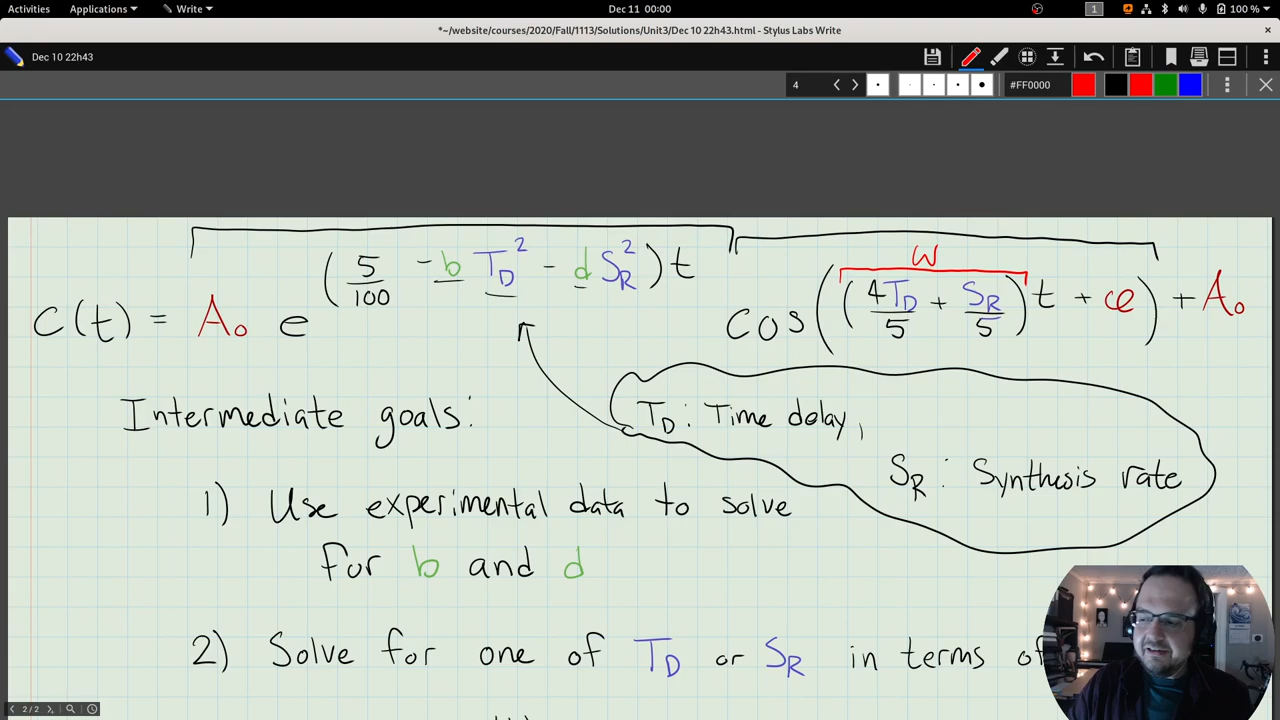 Activities Applications Write Dec 11 00:00 1 100 %
*~/website/courses/2020/Fall/1113/Solutions/Unit3/Dec 10 22h43.html - Stylus Labs Write
Dec 10 22h43
4 #FF0000
C(t) = A₀ e^((5/100 - b T_D² - d S_R²)t) cos((4T_D/5 + S_R/5)t + φ) + A₀
ω
Intermediate goals:
T_D: Time delay,
S_R: Synthesis rate
1) Use experimental data to solve
for b and d
2) Solve for one of T_D or S_R in terms of
2/2